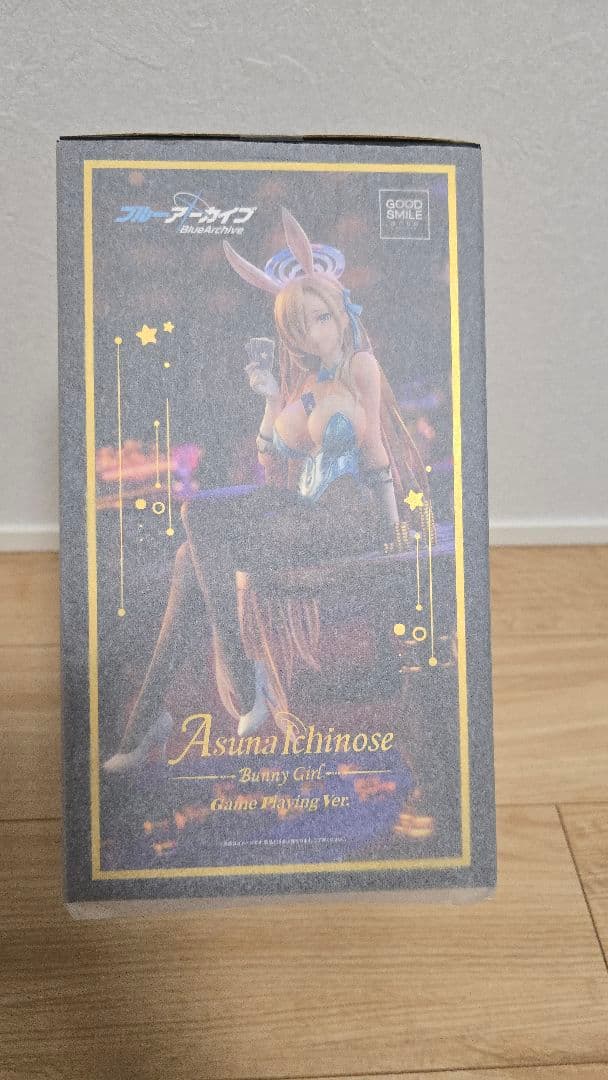 ブルーアーカイブ
BlueArchive
GOOD
SMILE
Asuna Ichinose
Bunny Girl
Game Playing Ver.